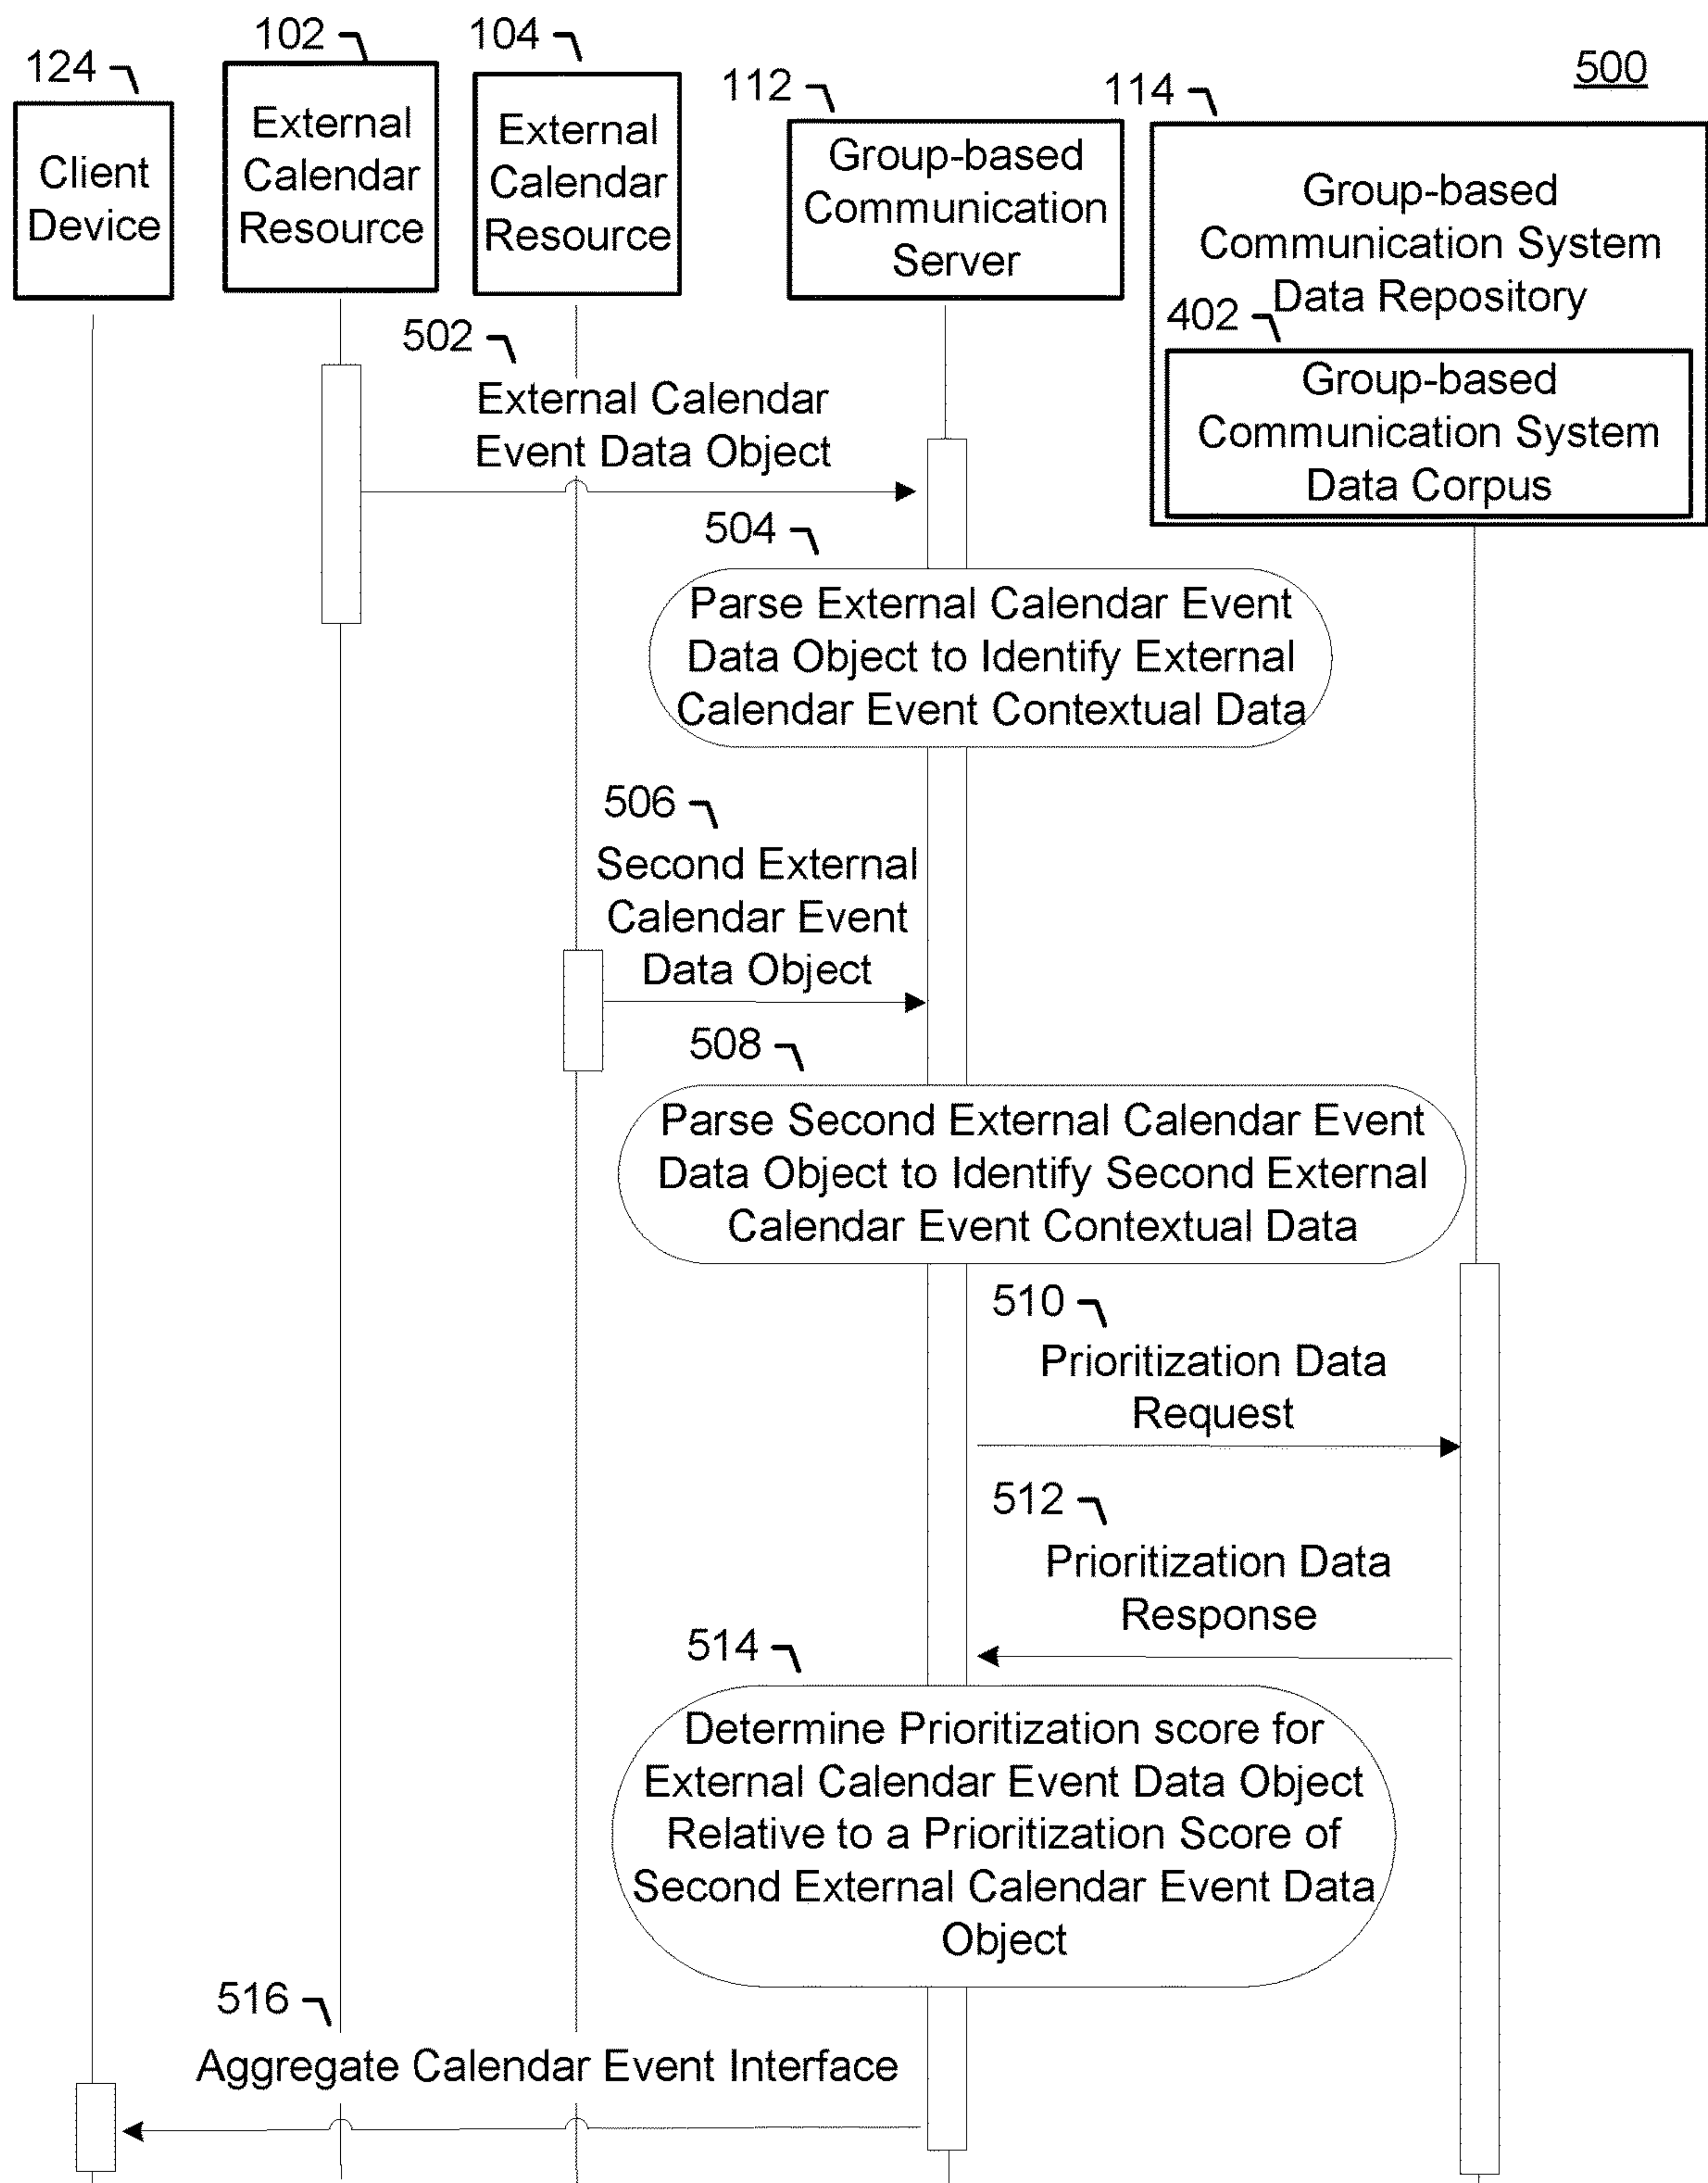 500
124
Client
Device
102
External
Calendar
Resource
104
External
Calendar
Resource
112
Group-based
Communication
Server
114
Group-based
Communication System
Data Repository
402
Group-based
Communication System
Data Corpus
502
External Calendar
Event Data Object
504
Parse External Calendar Event
Data Object to Identify External
Calendar Event Contextual Data
506
Second External
Calendar Event
Data Object
508
Parse Second External Calendar Event
Data Object to Identify Second External
Calendar Event Contextual Data
510
Prioritization Data
Request
512
Prioritization Data
Response
514
Determine Prioritization score for
External Calendar Event Data Object
Relative to a Prioritization Score of
Second External Calendar Event Data
Object
516
Aggregate Calendar Event Interface